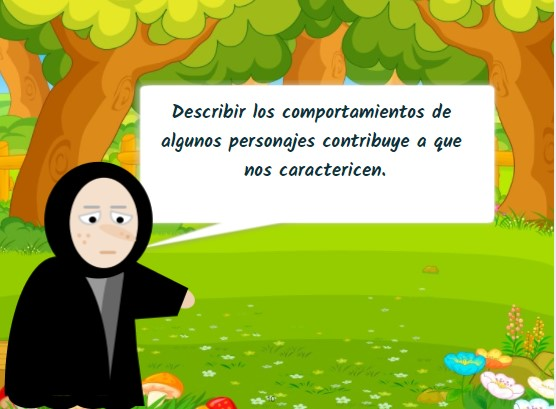 Describir los comportamientos de
algunos personajes contribuye a que
nos caractericen.